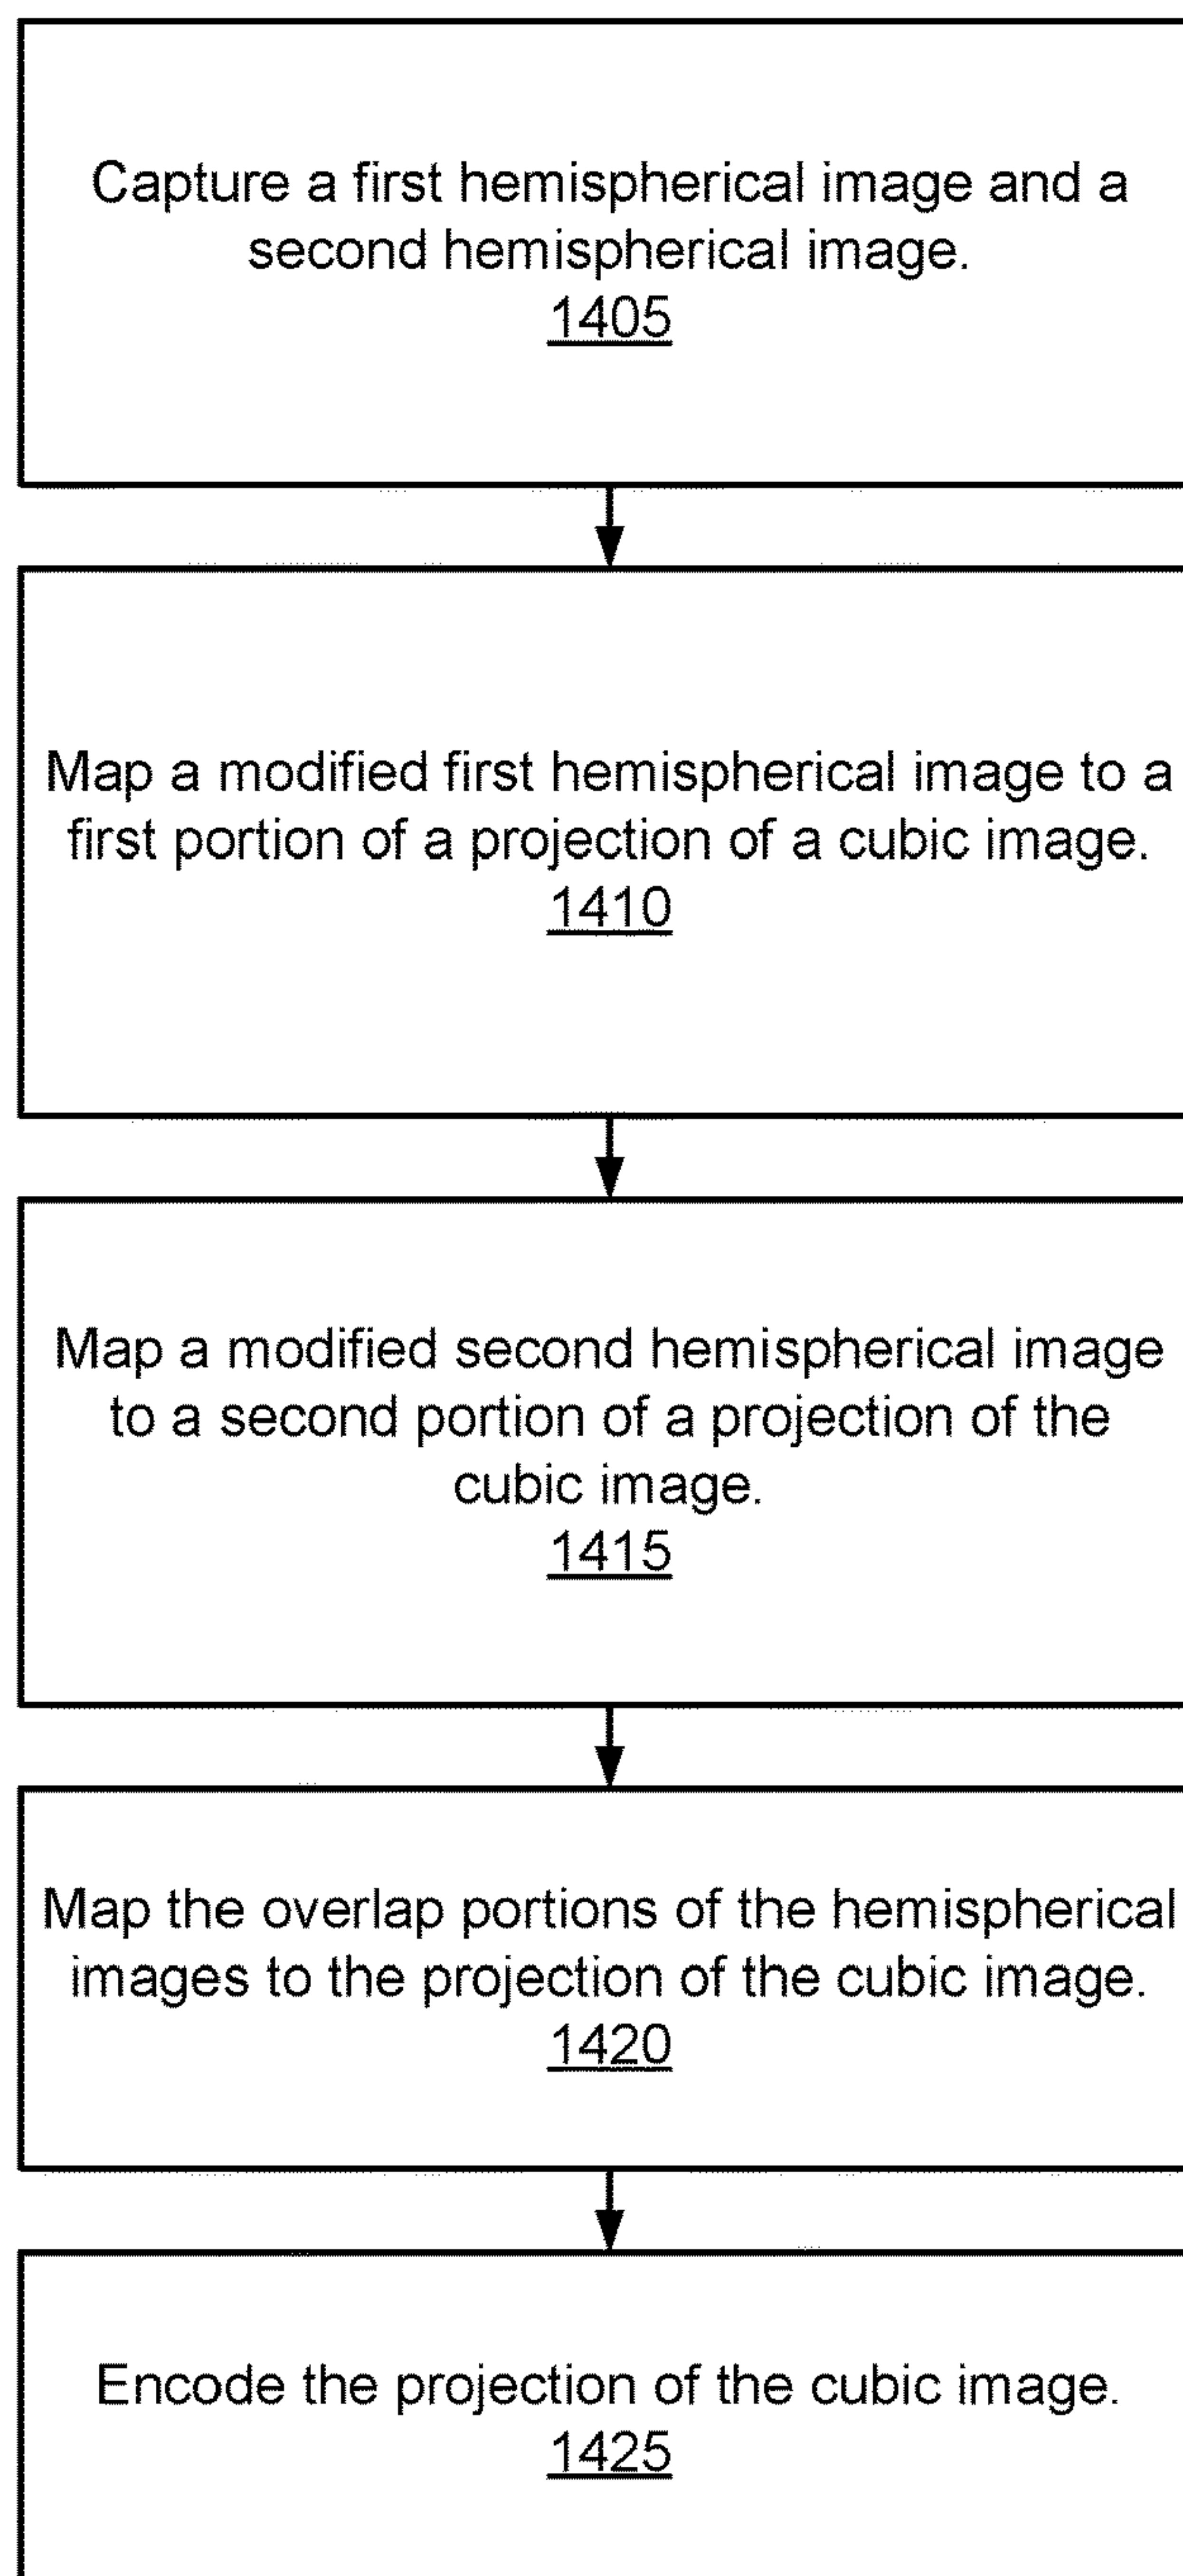 Capture a first hemispherical image and a
second hemispherical image.
1405
Map a modified first hemispherical image to a
first portion of a projection of a cubic image.
1410
Map a modified second hemispherical image
to a second portion of a projection of the
cubic image.
1415
Map the overlap portions of the hemispherical
images to the projection of the cubic image.
1420
Encode the projection of the cubic image.
1425